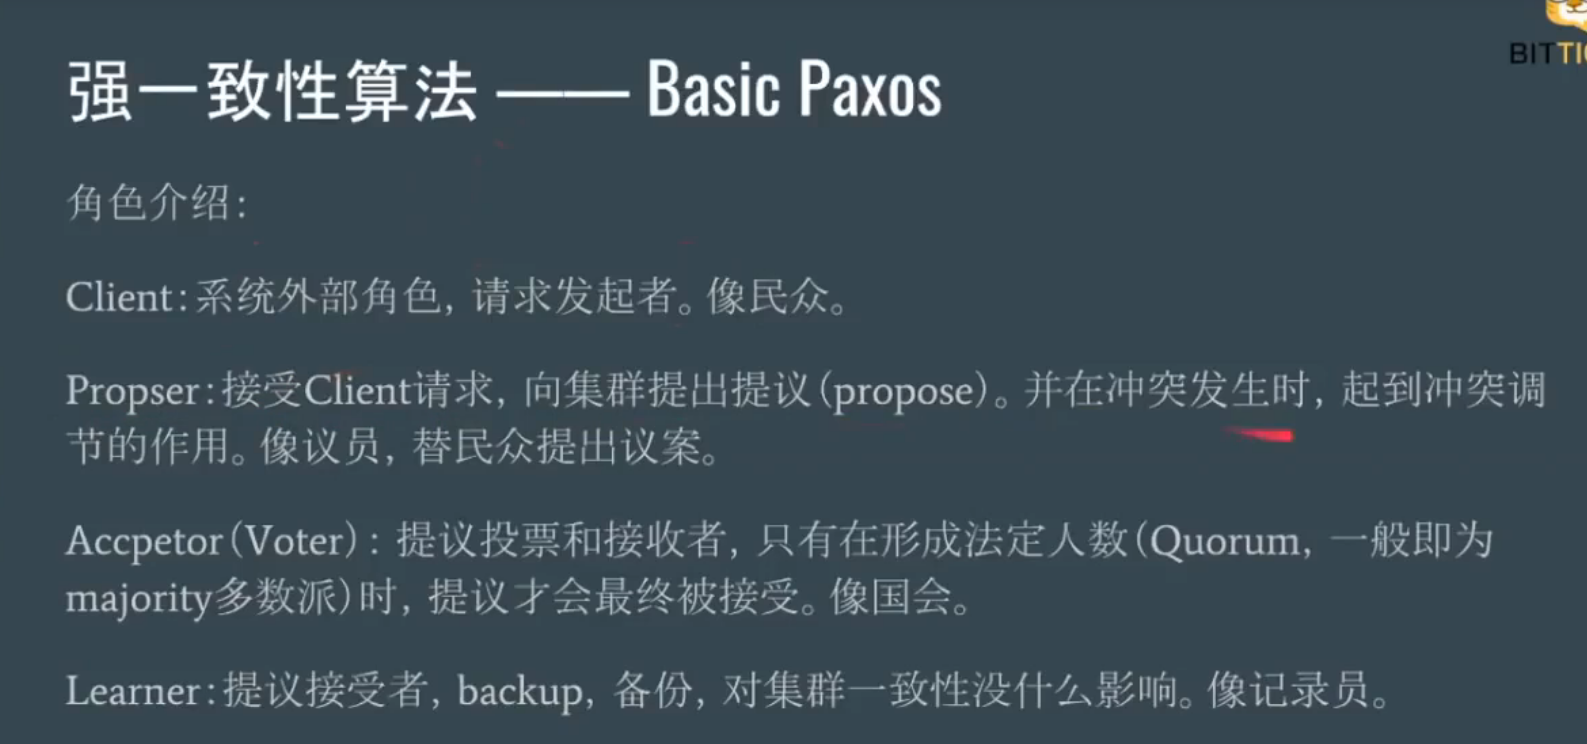 BITTI
强一致性算法 —— Basic Paxos
角色介绍：
Client：系统外部角色，请求发起者。像民众。
Propser：接受Client请求，向集群提出提议（propose）。并在冲突发生时，起到冲突调
节的作用。像议员，替民众提出议案。
Accpetor（Voter）：提议投票和接收者，只有在形成法定人数（Quorum，一般即为
majority多数派）时，提议才会最终被接受。像国会。
Learner：提议接受者，backup，备份，对集群一致性没什么影响。像记录员。